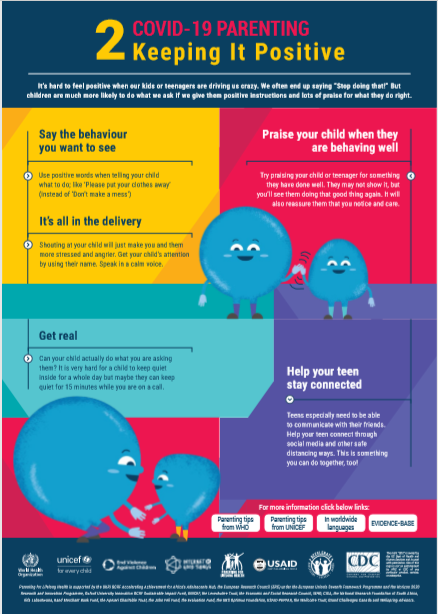 2
COVID-19 PARENTING
Keeping It Positive
It's hard to feel positive when our kids or teenagers are driving us crazy. We often end up saying "Stop doing that!" But
children are much more likely to do what we ask if we give them positive instructions and lots of praise for what they do right.
Say the behaviour
you want to see
Use positive words when telling your child
what to do; like 'Please put your clothes away'
(instead of 'Don't make a mess')
It's all in the delivery
Shouting at your child will just make you and them
more stressed and angrier. Get your child's attention
by using their name. Speak in a calm voice.
Praise your child when they
are behaving well
Try praising your child or teenager for something
they have done well. They may not show it, but
you'll see them doing that good thing again. It will
also reassure them that you notice and care.
Get real
Can your child actually do what you are asking
them? It is very hard for a child to keep quiet
inside for a whole day but maybe they can keep
quiet for 15 minutes while you are on a call.
Help your teen
stay connected
Teens especially need to be able
to communicate with their friends.
Help your teen connect through
social media and other safe
distancing ways. This is something
you can do together, too!
For more information click below links:
Parenting tips
from WHO
Parenting tips
from UNICEF
In worldwide
languages
EVIDENCE-BASE
World Health
Organization
unicef
for every child
End Violence
Against Children
INTERNET OF
GOOD THINGS
USAID
CDC